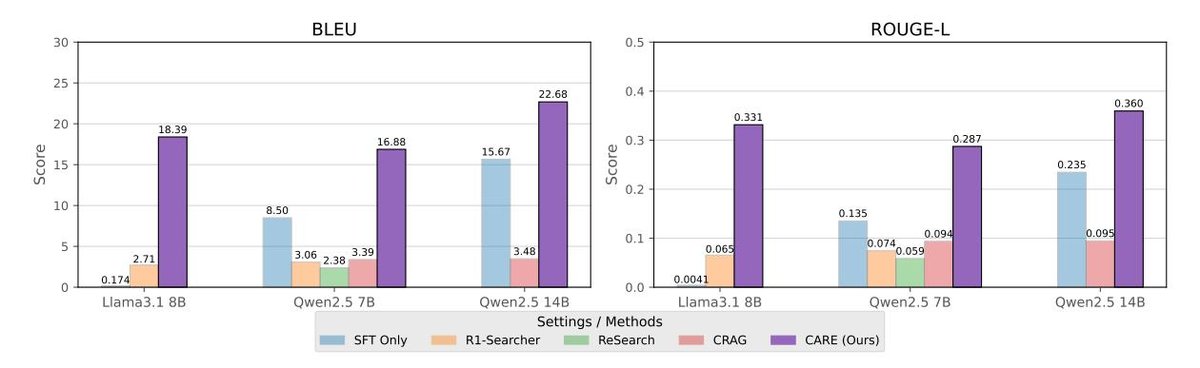 BLEU
30
25
20
15
10
5
0
Score
0.174
2.71
18.39
8.50
3.06
2.38
3.39
16.88
15.67
3.48
22.68
Llama3.1 8B
Qwen2.5 7B
Qwen2.5 14B
ROUGE-L
0.5
0.4
0.3
0.2
0.1
0.0
Score
0.0041
0.065
0.331
0.135
0.074
0.059
0.094
0.287
0.235
0.095
0.360
Llama3.1 8B
Qwen2.5 7B
Qwen2.5 14B
Settings / Methods
SFT Only
R1-Searcher
ReSearch
CRAG
CARE (Ours)